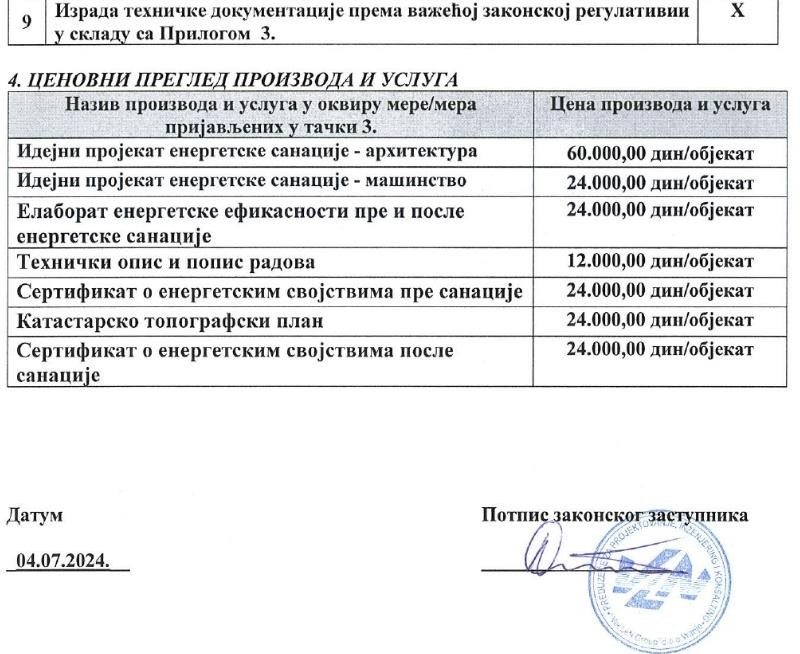 9 Израда техничке документације према важећој законској регулативии X
у складу са Прилогом 3.
4. ЦЕНОВНИ ПРЕГЛЕД ПРОИЗВОДА И УСЛУГА
Назив производа и услуга у оквиру мере/мера Цена производа и услуга
пријављених у тачки 3.
Идејни пројекат енергетске санације - архитектура 60.000,00 дин/објекат
Идејни пројекат енергетске санације - машинство 24.000,00 дин/објекат
Елаборат енергетске ефикасности пре и после 24.000,00 дин/објекат
енергетске санације
Технички опис и попис радова 12.000,00 дин/објекат
Сертификат о енергетским својствима пре санације 24.000,00 дин/објекат
Катастарско топографски план 24.000,00 дин/објекат
Сертификат о енергетским својствима после 24.000,00 дин/објекат
санације
Датум Потпис законског заступника
04.07.2024.
PROJEKTOVANJE, INŽENJERING I KONSALTING
Group d.o.o. Vranje